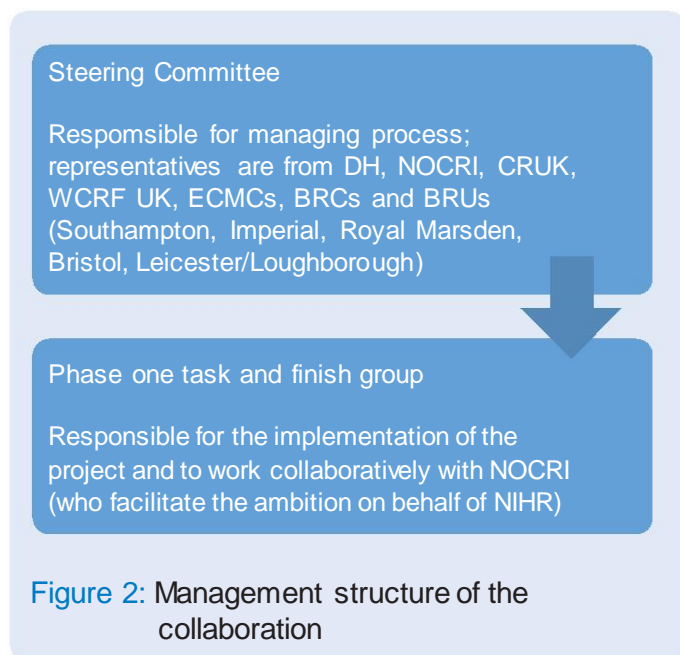 Steering Committee
Respomsible for managing process;
representatives are from DH, NOCRI, CRUK,
WCRF UK, ECMCs, BRCs and BRUs
(Southampton, Imperial, Royal Marsden,
Bristol, Leicester/Loughborough)
Phase one task and finish group
Responsible for the implementation of the
project and to work collaboratively with NOCRI
(who facilitate the ambition on behalf of NIHR)
Figure 2: Management structure of the
collaboration